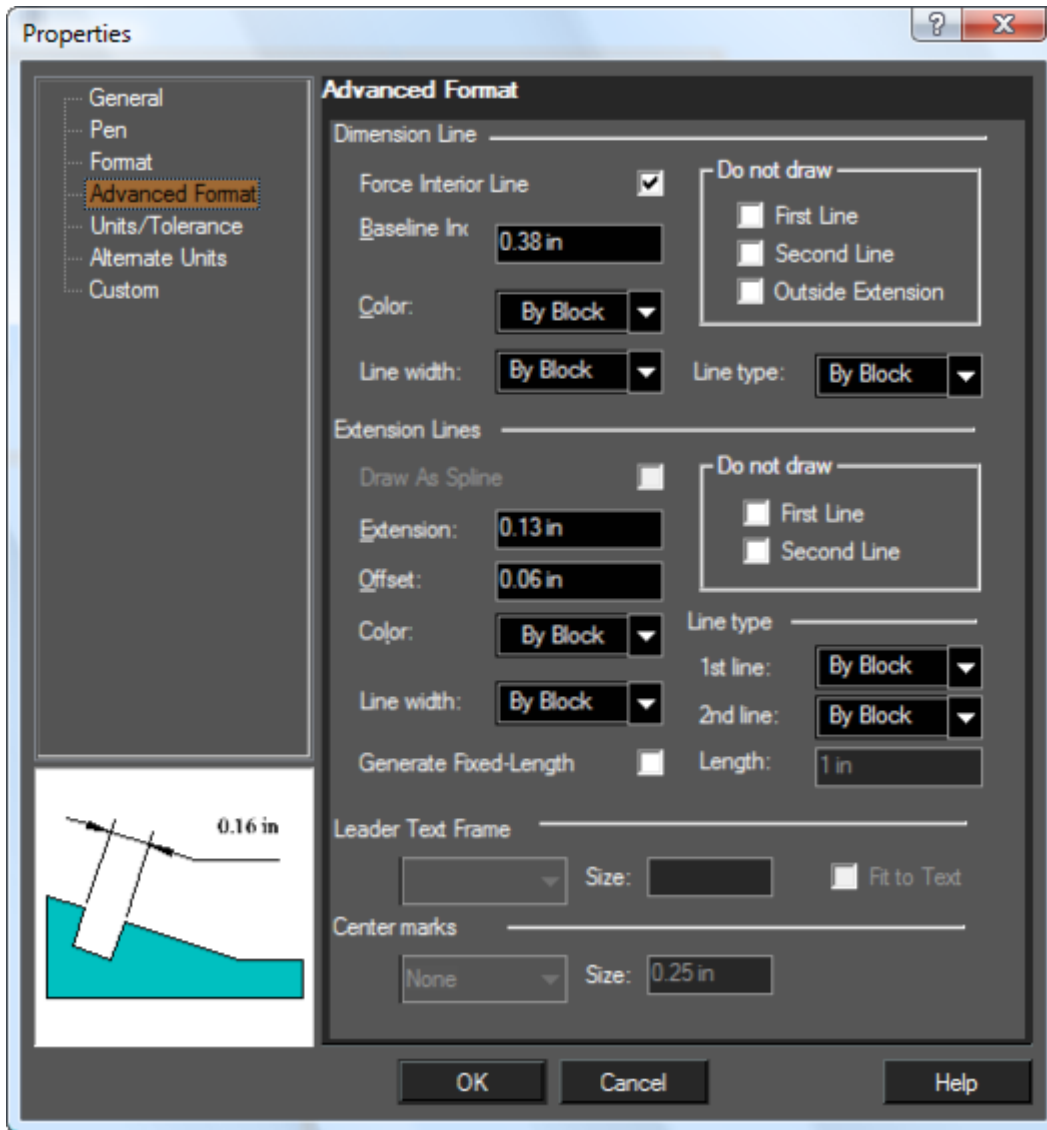 Properties
General
Pen
Format
Advanced Format
Units/Tolerance
Alternate Units
Custom
Advanced Format
Dimension Line
Force Interior Line
Do not draw
First Line
Second Line
Outside Extension
Baseline Inc
0.38 in
Color:
By Block
Line width:
By Block
Line type:
By Block
Extension Lines
Draw As Spline
Do not draw
First Line
Second Line
Extension:
0.13 in
Offset:
0.06 in
Color:
By Block
Line type
1st line:
By Block
Line width:
By Block
2nd line:
By Block
Generate Fixed-Length
Length:
1 in
0.16 in
Leader Text Frame
Size:
Fit to Text
Center marks
None
Size:
0.25 in
OK
Cancel
Help